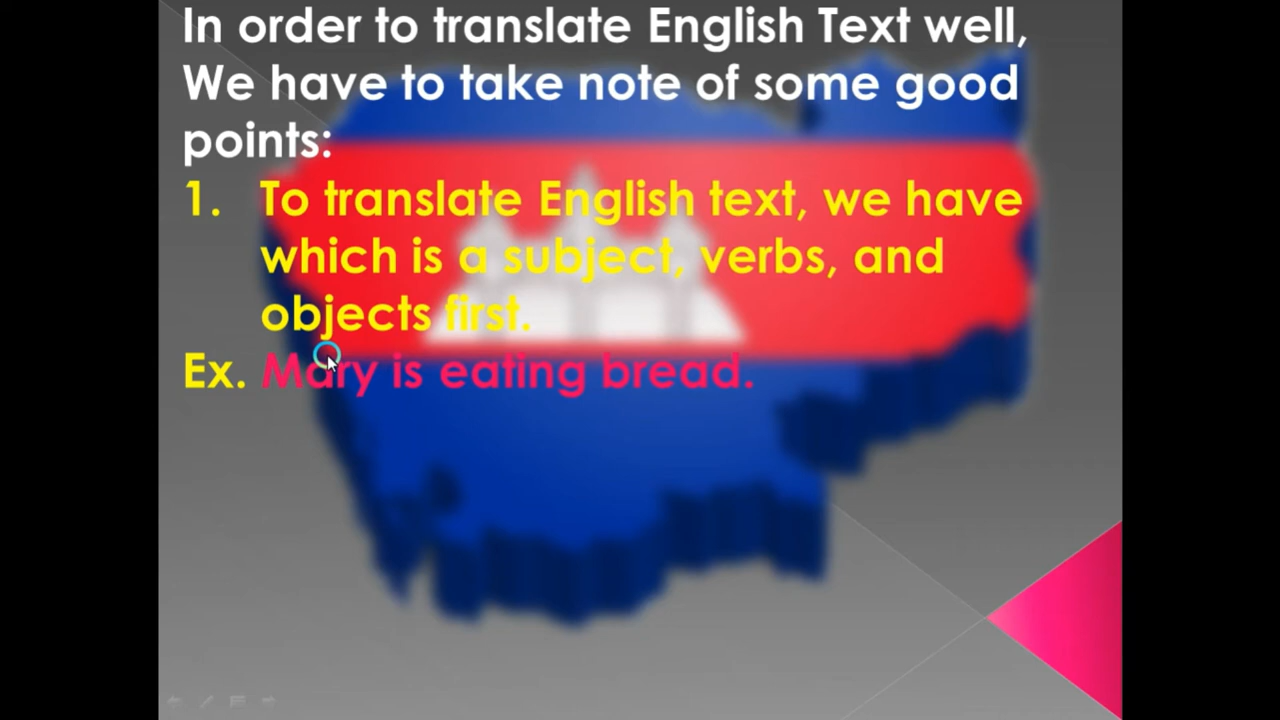 In order to translate English Text well,
We have to take note of some good
points:
1. To translate English text, we have
which is a subject, verbs, and
objects first.
Ex. Mary is eating bread.